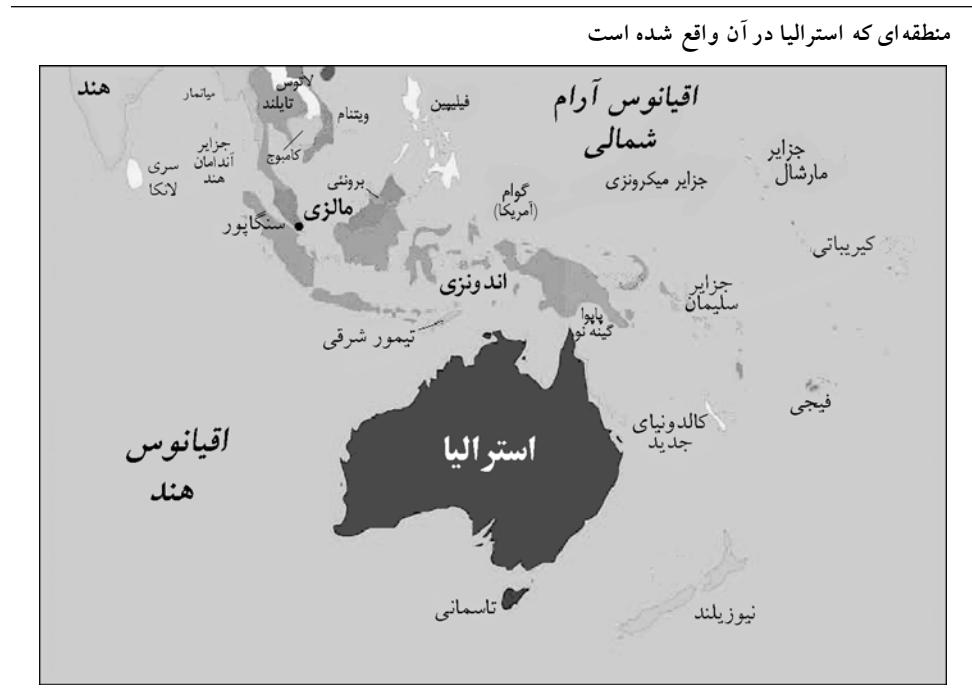 منطقه‌ای که استرالیا در آن واقع شده است
هند
میانمار
لائوس
تایلند
ویتنام
کامبوج
فیلیپین
اقیانوس آرام
شمالی
جزایر
مارشال
جزایر
آندامان
هند
سری
لانکا
برونئی
مالزی
سنگاپور
گوام
(آمریکا)
جزایر میکرونزی
کیریباتی
اندونزی
جزایر
سلیمان
پاپوا
گینه نو
تیمور شرقی
فیجی
کالدونیای
جدید
استرالیا
اقیانوس
هند
تاسمانی
نیوزیلند